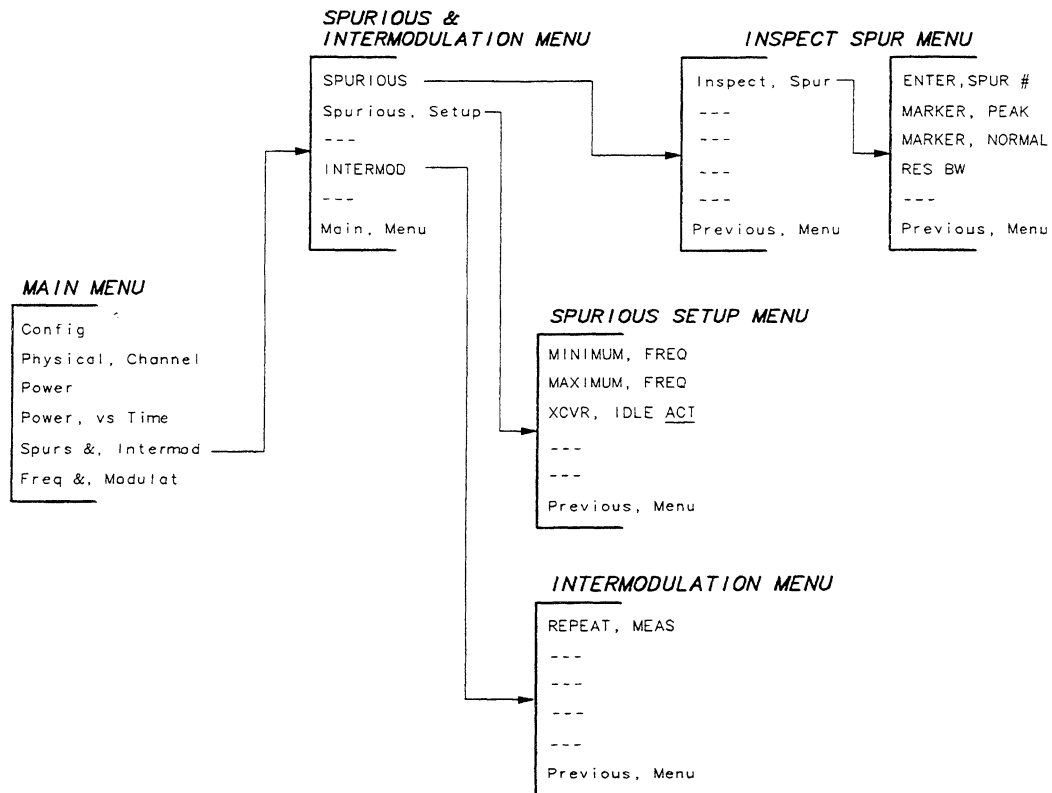 SPURIOUS &
INTERMODULATION MENU
SPURIOUS
Spurious, Setup
---
INTERMOD
---
Main, Menu
INSPECT SPUR MENU
Inspect, Spur
---
---
---
---
Previous, Menu
ENTER,SPUR #
MARKER, PEAK
MARKER, NORMAL
RES BW
---
Previous, Menu
MAIN MENU
Config
Physical, Channel
Power
Power, vs Time
Spurs &, Intermod
Freq &, Modulat
SPURIOUS SETUP MENU
MINIMUM, FREQ
MAXIMUM, FREQ
XCVR, IDLE ACT
---
---
Previous, Menu
INTERMODULATION MENU
REPEAT, MEAS
---
---
---
---
Previous, Menu